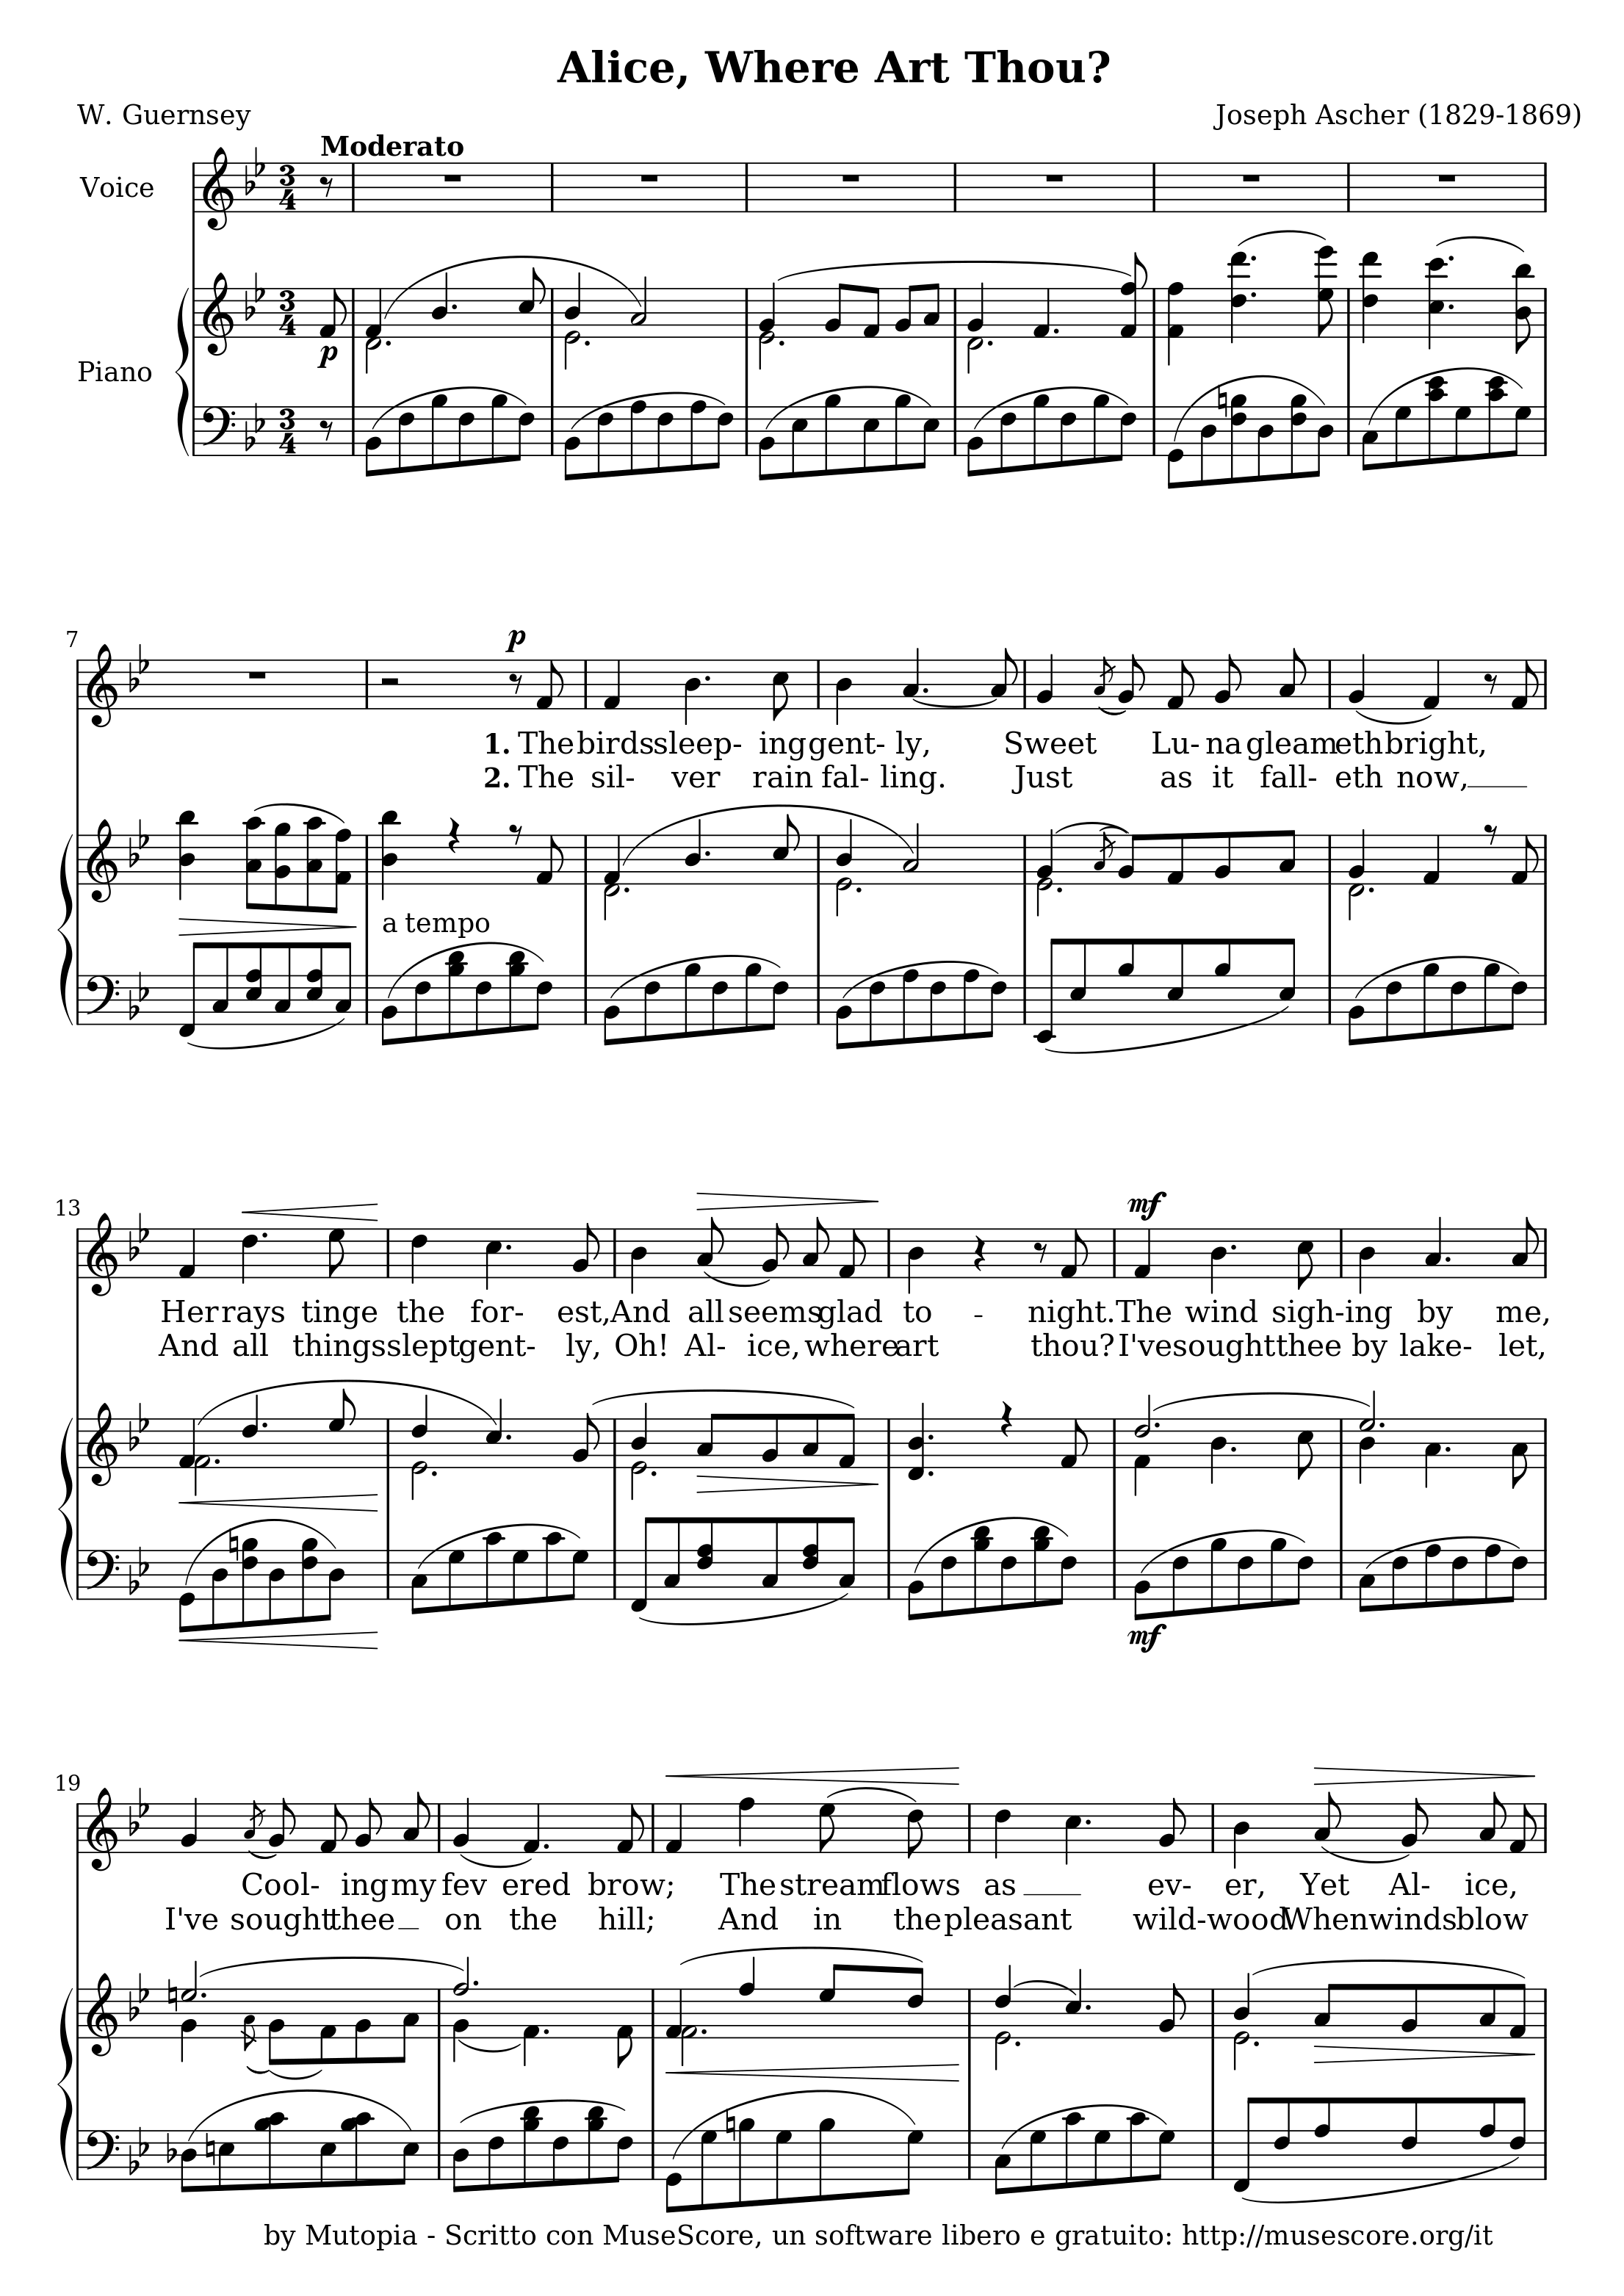 Alice, Where Art Thou?
W. Guernsey
Joseph Ascher (1829-1869)
Moderato
Voice
Piano
p
7
p
1. The birds sleep- ing gent- ly, Sweet Lu- na gleam eth bright,
2. The sil- ver rain fal- ling. Just as it fall- eth now, __
a tempo
13
mf
Her rays tinge the for- est, And all seems glad to - night. The wind sigh- ing by me,
And all things slept gent- ly, Oh! Al- ice, where art thou? I've sought thee by lake- let,
mf
19
Cool- ing my fev ered brow; The stream flows as __ ev- er, Yet Al- ice,
I've sought thee __ on the hill; And in the pleasant wild- wood When winds blow
by Mutopia - Scritto con MuseScore, un software libero e gratuito: http://musescore.org/it